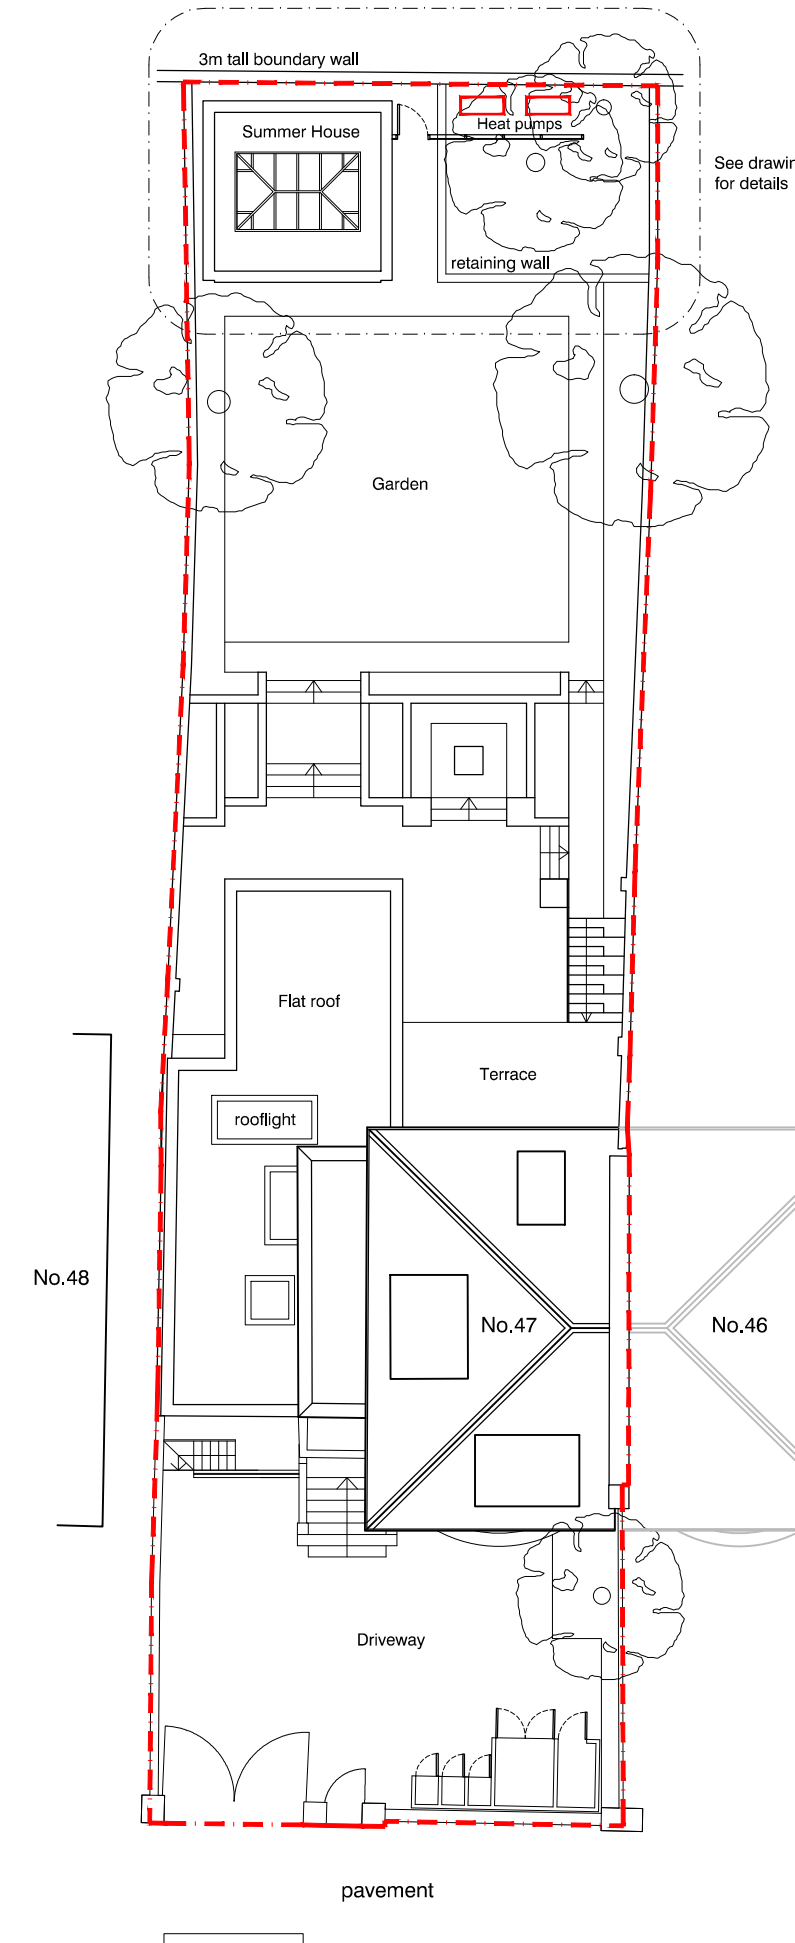 3m tall boundary wall
Summer House
Heat pumps
See drawin
for details
retaining wall
Garden
Flat roof
Terrace
rooflight
No.48
No.47
No.46
Driveway
pavement